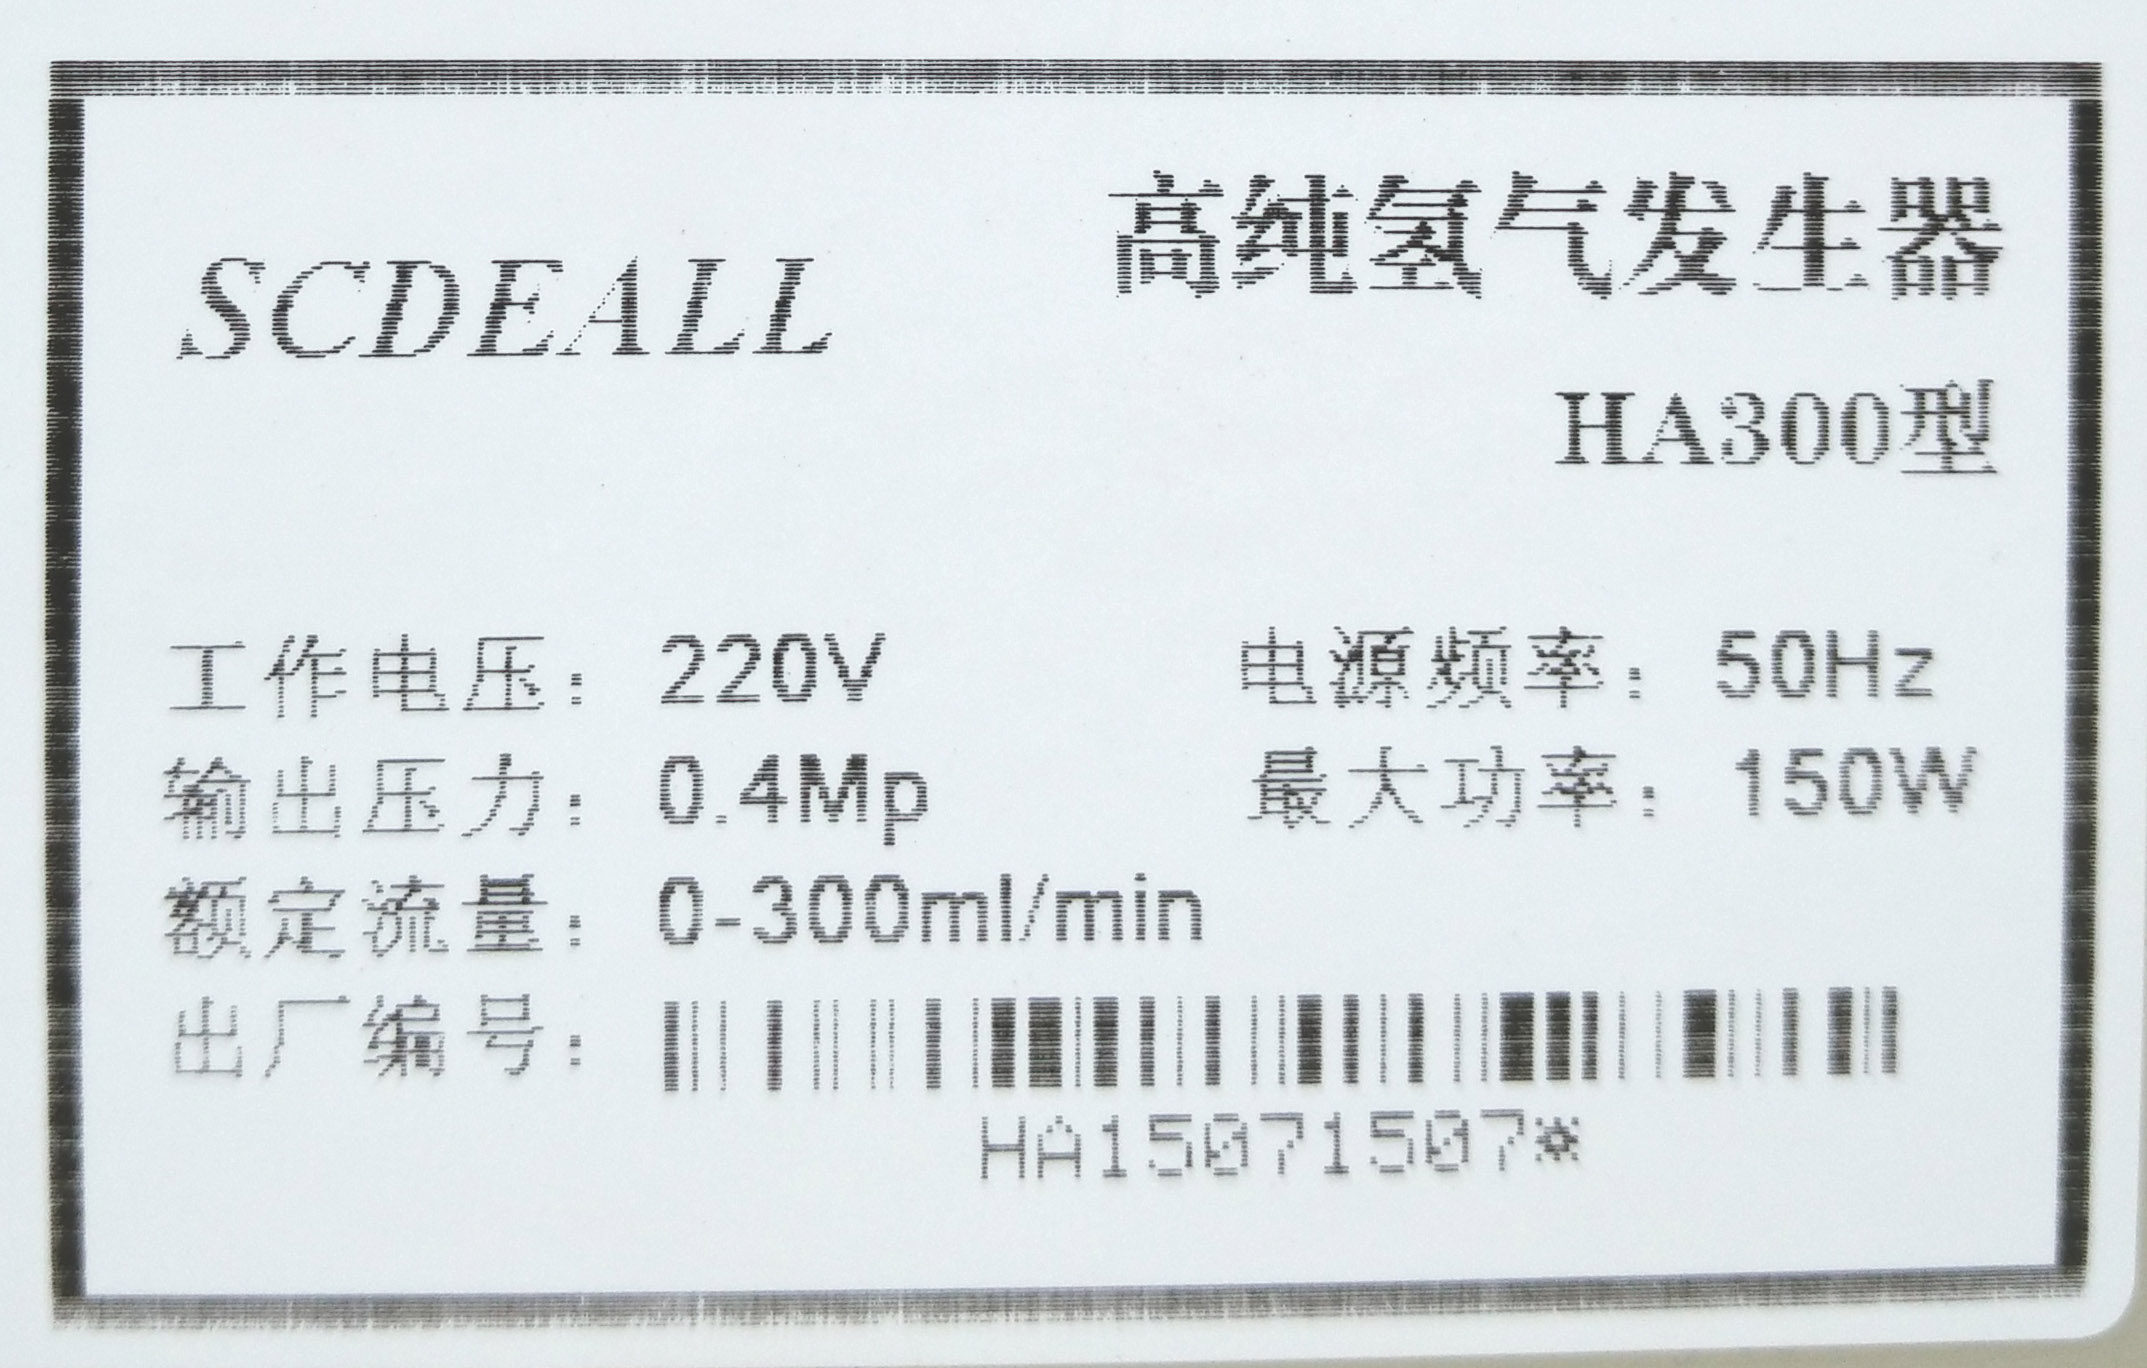 高纯氢气发生器
SCDEALL
HA300型
工作电压: 220V 电源频率: 50Hz
输出压力: 0.4Mp 最大功率: 150W
额定流量: 0-300ml/min
出厂编号:
HA15071507*